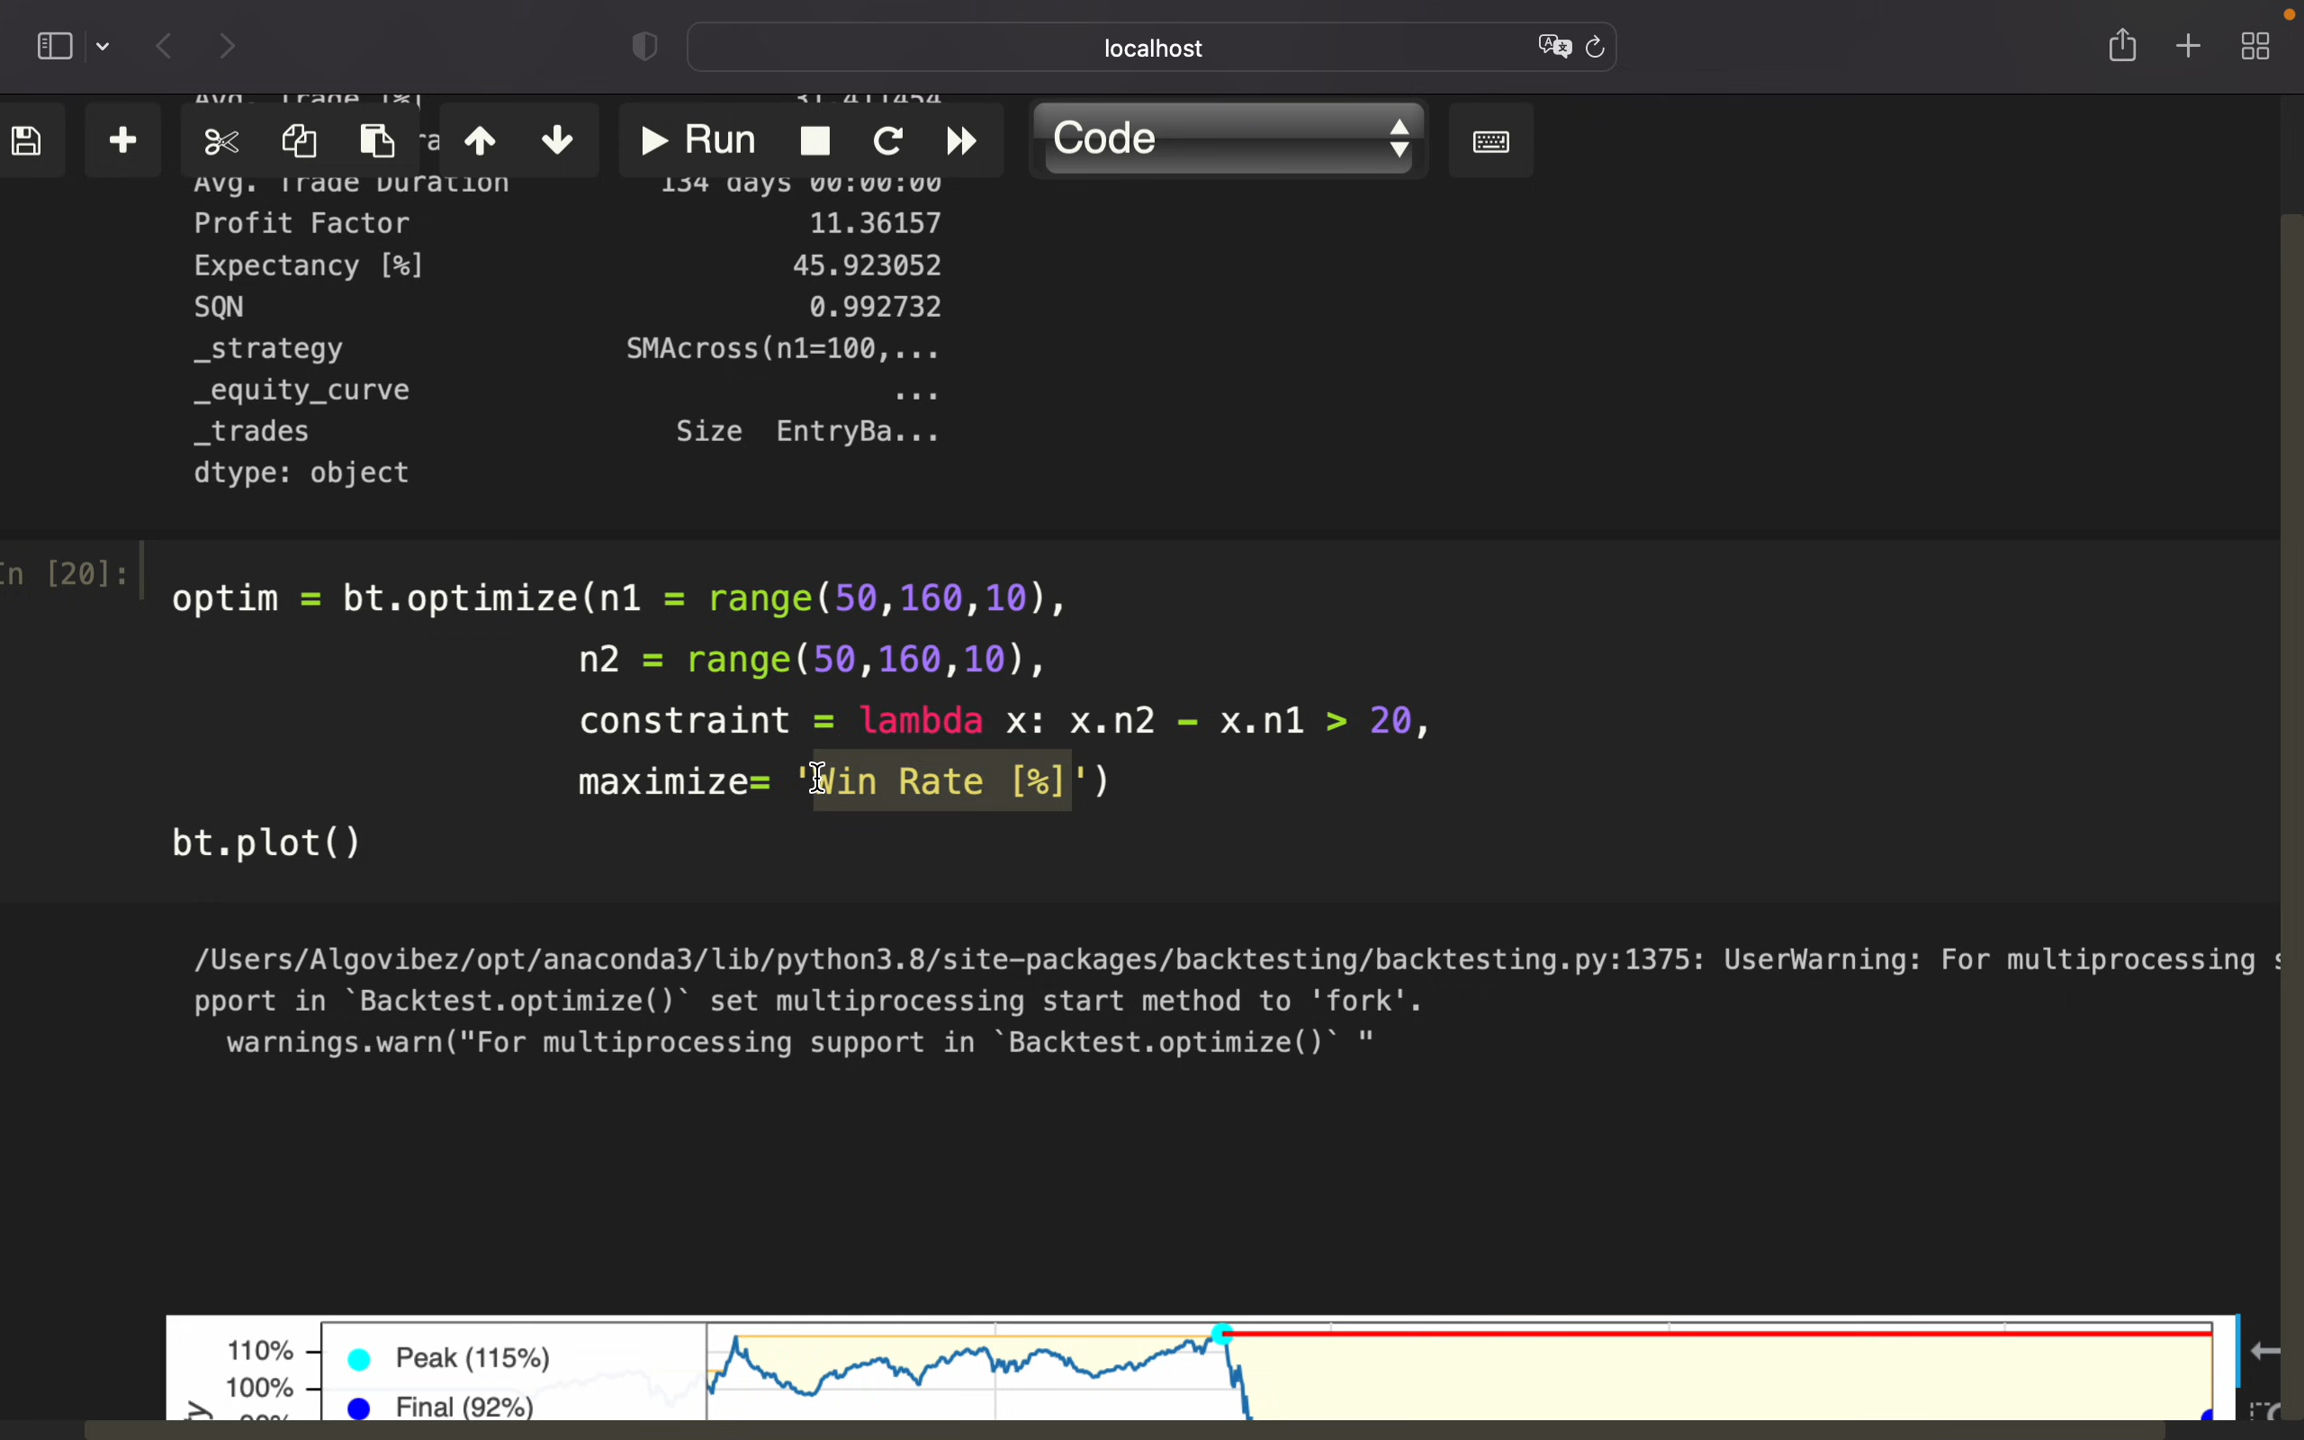 localhost
Avg. Trade [%] 31.411454
Run
Code
Avg. Trade Duration 134 days 00:00:00
Profit Factor 11.36157
Expectancy [%] 45.923052
SQN 0.992732
_strategy SMAcross(n1=100,...
_equity_curve ...
_trades Size EntryBa...
dtype: object
In [20]:
optim = bt.optimize(n1 = range(50,160,10),
n2 = range(50,160,10),
constraint = lambda x: x.n2 - x.n1 > 20,
maximize= 'Win Rate [%]')
bt.plot()
/Users/Algovibez/opt/anaconda3/lib/python3.8/site-packages/backtesting/backtesting.py:1375: UserWarning: For multiprocessing s
pport in `Backtest.optimize()` set multiprocessing start method to 'fork'.
warnings.warn("For multiprocessing support in `Backtest.optimize()` "
110%
Peak (115%)
100%
Final (92%)